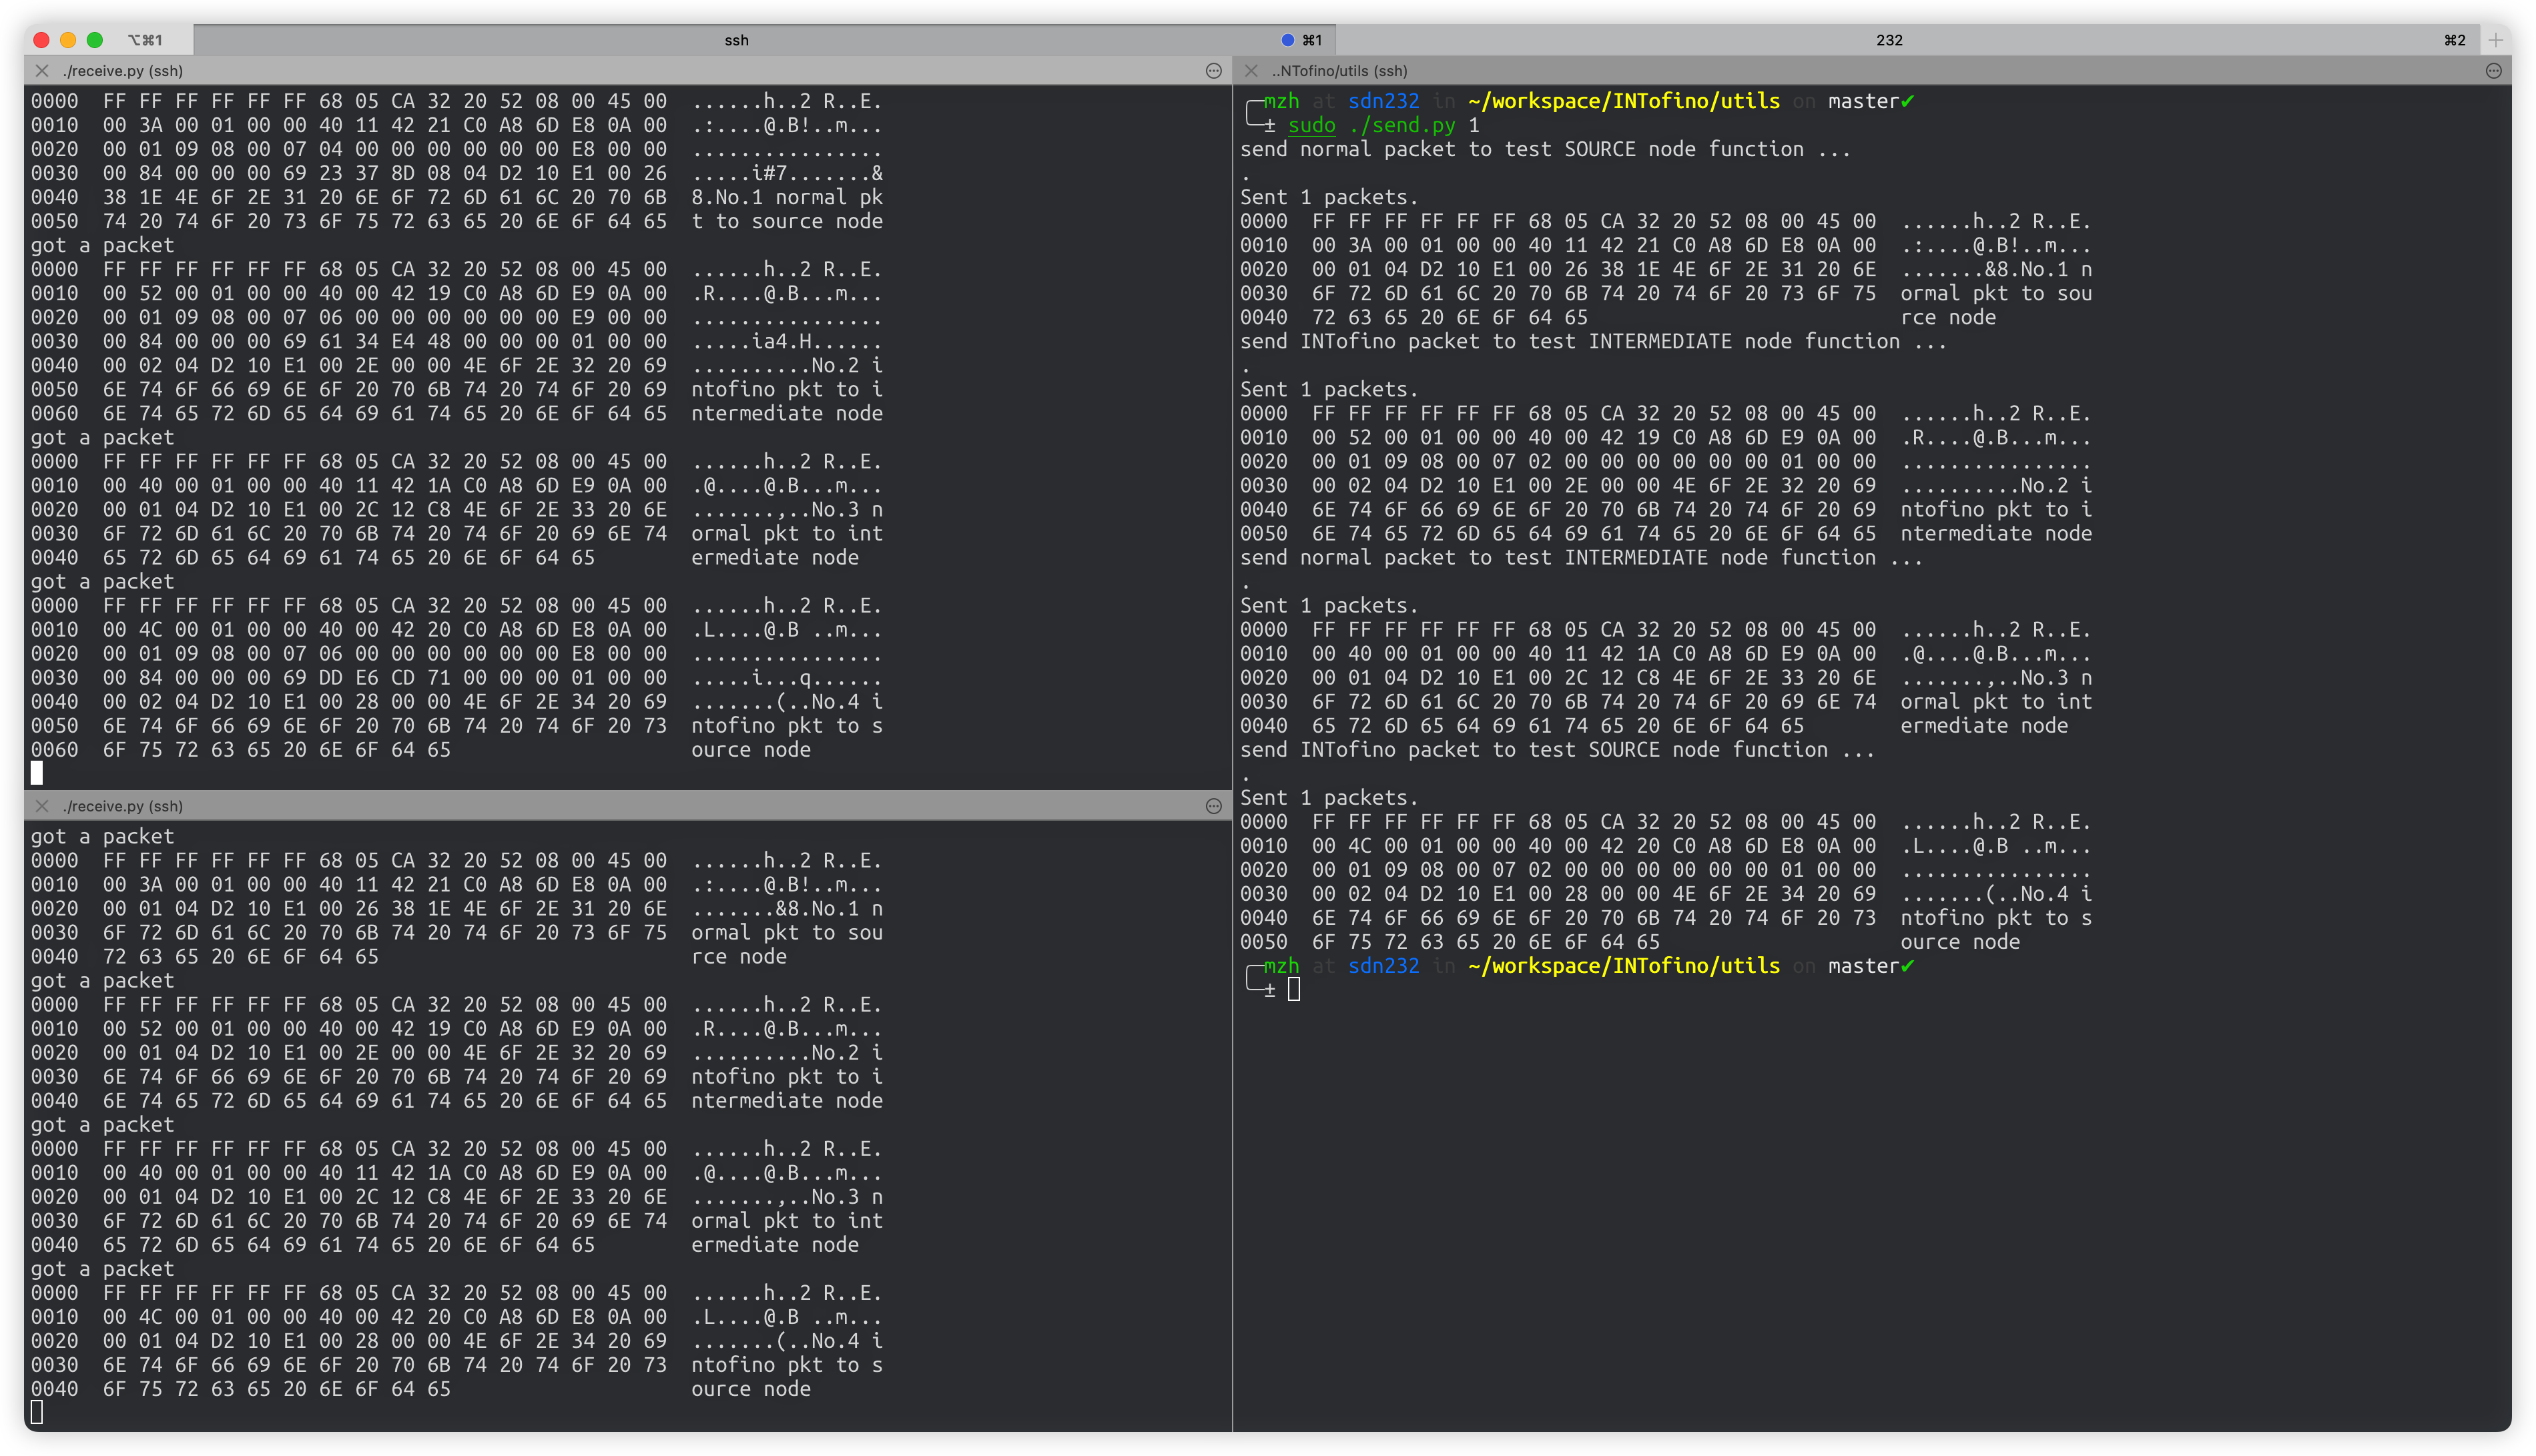 ⌥⌘1
ssh
⌘1
232
⌘2
./receive.py (ssh)
0000  FF FF FF FF FF FF 68 05 CA 32 20 52 08 00 45 00  ......h..2 R..E.
0010  00 3A 00 01 00 00 40 11 42 21 C0 A8 6D E8 0A 00  .:....@.B!..m...
0020  00 01 09 08 00 07 04 00 00 00 00 00 00 E8 00 00  ................
0030  00 84 00 00 00 69 23 37 8D 08 04 D2 10 E1 00 26  .....i#7.......&
0040  38 1E 4E 6F 2E 31 20 6E 6F 72 6D 61 6C 20 70 6B  8.No.1 normal pk
0050  74 20 74 6F 20 73 6F 75 72 63 65 20 6E 6F 64 65  t to source node
got a packet
0000  FF FF FF FF FF FF 68 05 CA 32 20 52 08 00 45 00  ......h..2 R..E.
0010  00 52 00 01 00 00 40 00 42 19 C0 A8 6D E9 0A 00  .R....@.B...m...
0020  00 01 09 08 00 07 06 00 00 00 00 00 00 E9 00 00  ................
0030  00 84 00 00 00 69 61 34 E4 48 00 00 00 01 00 00  .....ia4.H......
0040  00 02 04 D2 10 E1 00 2E 00 00 4E 6F 2E 32 20 69  ..........No.2 i
0050  6E 74 6F 66 69 6E 6F 20 70 6B 74 20 74 6F 20 69  ntofino pkt to i
0060  6E 74 65 72 6D 65 64 69 61 74 65 20 6E 6F 64 65  ntermediate node
got a packet
0000  FF FF FF FF FF FF 68 05 CA 32 20 52 08 00 45 00  ......h..2 R..E.
0010  00 40 00 01 00 00 40 11 42 1A C0 A8 6D E9 0A 00  .@....@.B...m...
0020  00 01 04 D2 10 E1 00 2C 12 C8 4E 6F 2E 33 20 6E  .......,..No.3 n
0030  6F 72 6D 61 6C 20 70 6B 74 20 74 6F 20 69 6E 74  ormal pkt to int
0040  65 72 6D 65 64 69 61 74 65 20 6E 6F 64 65        ermediate node
got a packet
0000  FF FF FF FF FF FF 68 05 CA 32 20 52 08 00 45 00  ......h..2 R..E.
0010  00 4C 00 01 00 00 40 00 42 20 C0 A8 6D E8 0A 00  .L....@.B ..m...
0020  00 01 09 08 00 07 06 00 00 00 00 00 00 E8 00 00  ................
0030  00 84 00 00 00 69 DD E6 CD 71 00 00 00 01 00 00  .....i...q......
0040  00 02 04 D2 10 E1 00 28 00 00 4E 6F 2E 34 20 69  .......(..No.4 i
0050  6E 74 6F 66 69 6E 6F 20 70 6B 74 20 74 6F 20 73  ntofino pkt to s
0060  6F 75 72 63 65 20 6E 6F 64 65                    ource node
./receive.py (ssh)
got a packet
0000  FF FF FF FF FF FF 68 05 CA 32 20 52 08 00 45 00  ......h..2 R..E.
0010  00 3A 00 01 00 00 40 11 42 21 C0 A8 6D E8 0A 00  .:....@.B!..m...
0020  00 01 04 D2 10 E1 00 26 38 1E 4E 6F 2E 31 20 6E  .......&8.No.1 n
0030  6F 72 6D 61 6C 20 70 6B 74 20 74 6F 20 73 6F 75  ormal pkt to sou
0040  72 63 65 20 6E 6F 64 65                          rce node
got a packet
0000  FF FF FF FF FF FF 68 05 CA 32 20 52 08 00 45 00  ......h..2 R..E.
0010  00 52 00 01 00 00 40 00 42 19 C0 A8 6D E9 0A 00  .R....@.B...m...
0020  00 01 04 D2 10 E1 00 2E 00 00 4E 6F 2E 32 20 69  ..........No.2 i
0030  6E 74 6F 66 69 6E 6F 20 70 6B 74 20 74 6F 20 69  ntofino pkt to i
0040  6E 74 65 72 6D 65 64 69 61 74 65 20 6E 6F 64 65  ntermediate node
got a packet
0000  FF FF FF FF FF FF 68 05 CA 32 20 52 08 00 45 00  ......h..2 R..E.
0010  00 40 00 01 00 00 40 11 42 1A C0 A8 6D E9 0A 00  .@....@.B...m...
0020  00 01 04 D2 10 E1 00 2C 12 C8 4E 6F 2E 33 20 6E  .......,..No.3 n
0030  6F 72 6D 61 6C 20 70 6B 74 20 74 6F 20 69 6E 74  ormal pkt to int
0040  65 72 6D 65 64 69 61 74 65 20 6E 6F 64 65        ermediate node
got a packet
0000  FF FF FF FF FF FF 68 05 CA 32 20 52 08 00 45 00  ......h..2 R..E.
0010  00 4C 00 01 00 00 40 00 42 20 C0 A8 6D E8 0A 00  .L....@.B ..m...
0020  00 01 04 D2 10 E1 00 28 00 00 4E 6F 2E 34 20 69  .......(..No.4 i
0030  6E 74 6F 66 69 6E 6F 20 70 6B 74 20 74 6F 20 73  ntofino pkt to s
0040  6F 75 72 63 65 20 6E 6F 64 65                    ource node
..NTofino/utils (ssh)
╭─mzh at sdn232 in ~/workspace/INTofino/utils on master✔
╰─± sudo ./send.py 1
send normal packet to test SOURCE node function ...
.
Sent 1 packets.
0000  FF FF FF FF FF FF 68 05 CA 32 20 52 08 00 45 00  ......h..2 R..E.
0010  00 3A 00 01 00 00 40 11 42 21 C0 A8 6D E8 0A 00  .:....@.B!..m...
0020  00 01 04 D2 10 E1 00 26 38 1E 4E 6F 2E 31 20 6E  .......&8.No.1 n
0030  6F 72 6D 61 6C 20 70 6B 74 20 74 6F 20 73 6F 75  ormal pkt to sou
0040  72 63 65 20 6E 6F 64 65                          rce node
send INTofino packet to test INTERMEDIATE node function ...
.
Sent 1 packets.
0000  FF FF FF FF FF FF 68 05 CA 32 20 52 08 00 45 00  ......h..2 R..E.
0010  00 52 00 01 00 00 40 00 42 19 C0 A8 6D E9 0A 00  .R....@.B...m...
0020  00 01 09 08 00 07 02 00 00 00 00 00 00 01 00 00  ................
0030  00 02 04 D2 10 E1 00 2E 00 00 4E 6F 2E 32 20 69  ..........No.2 i
0040  6E 74 6F 66 69 6E 6F 20 70 6B 74 20 74 6F 20 69  ntofino pkt to i
0050  6E 74 65 72 6D 65 64 69 61 74 65 20 6E 6F 64 65  ntermediate node
send normal packet to test INTERMEDIATE node function ...
.
Sent 1 packets.
0000  FF FF FF FF FF FF 68 05 CA 32 20 52 08 00 45 00  ......h..2 R..E.
0010  00 40 00 01 00 00 40 11 42 1A C0 A8 6D E9 0A 00  .@....@.B...m...
0020  00 01 04 D2 10 E1 00 2C 12 C8 4E 6F 2E 33 20 6E  .......,..No.3 n
0030  6F 72 6D 61 6C 20 70 6B 74 20 74 6F 20 69 6E 74  ormal pkt to int
0040  65 72 6D 65 64 69 61 74 65 20 6E 6F 64 65        ermediate node
send INTofino packet to test SOURCE node function ...
.
Sent 1 packets.
0000  FF FF FF FF FF FF 68 05 CA 32 20 52 08 00 45 00  ......h..2 R..E.
0010  00 4C 00 01 00 00 40 00 42 20 C0 A8 6D E8 0A 00  .L....@.B ..m...
0020  00 01 09 08 00 07 02 00 00 00 00 00 00 01 00 00  ................
0030  00 02 04 D2 10 E1 00 28 00 00 4E 6F 2E 34 20 69  .......(..No.4 i
0040  6E 74 6F 66 69 6E 6F 20 70 6B 74 20 74 6F 20 73  ntofino pkt to s
0050  6F 75 72 63 65 20 6E 6F 64 65                    ource node
╭─mzh at sdn232 in ~/workspace/INTofino/utils on master✔
╰─±